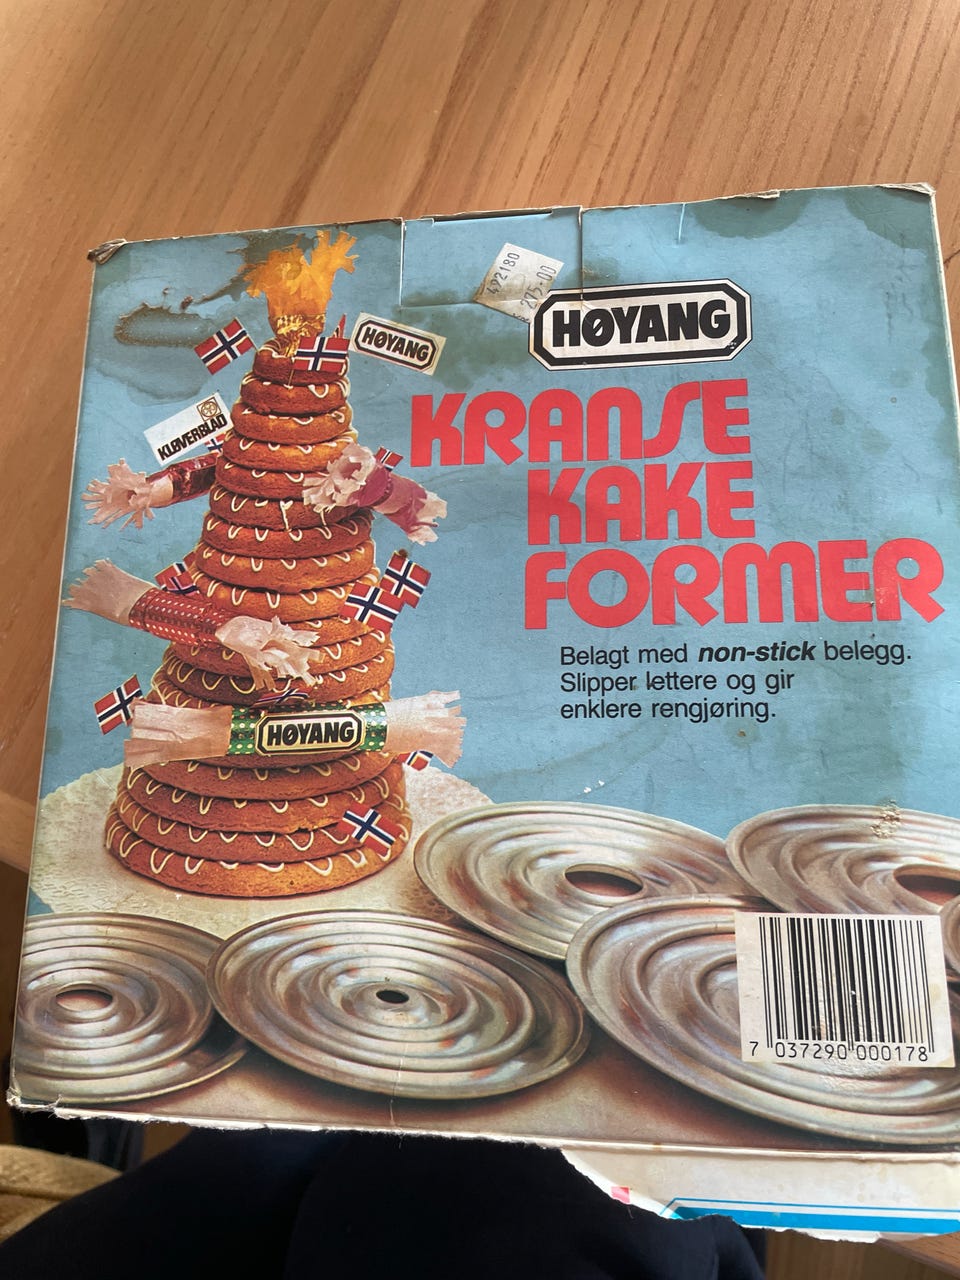 492180
275.00
HØYANG
HØYANG
KRANSE
KAKE
FORMER
KLØVERBLAD
Belagt med non-stick belegg.
Slipper lettere og gir
enklere rengjøring.
HØYANG
7 037290 000178